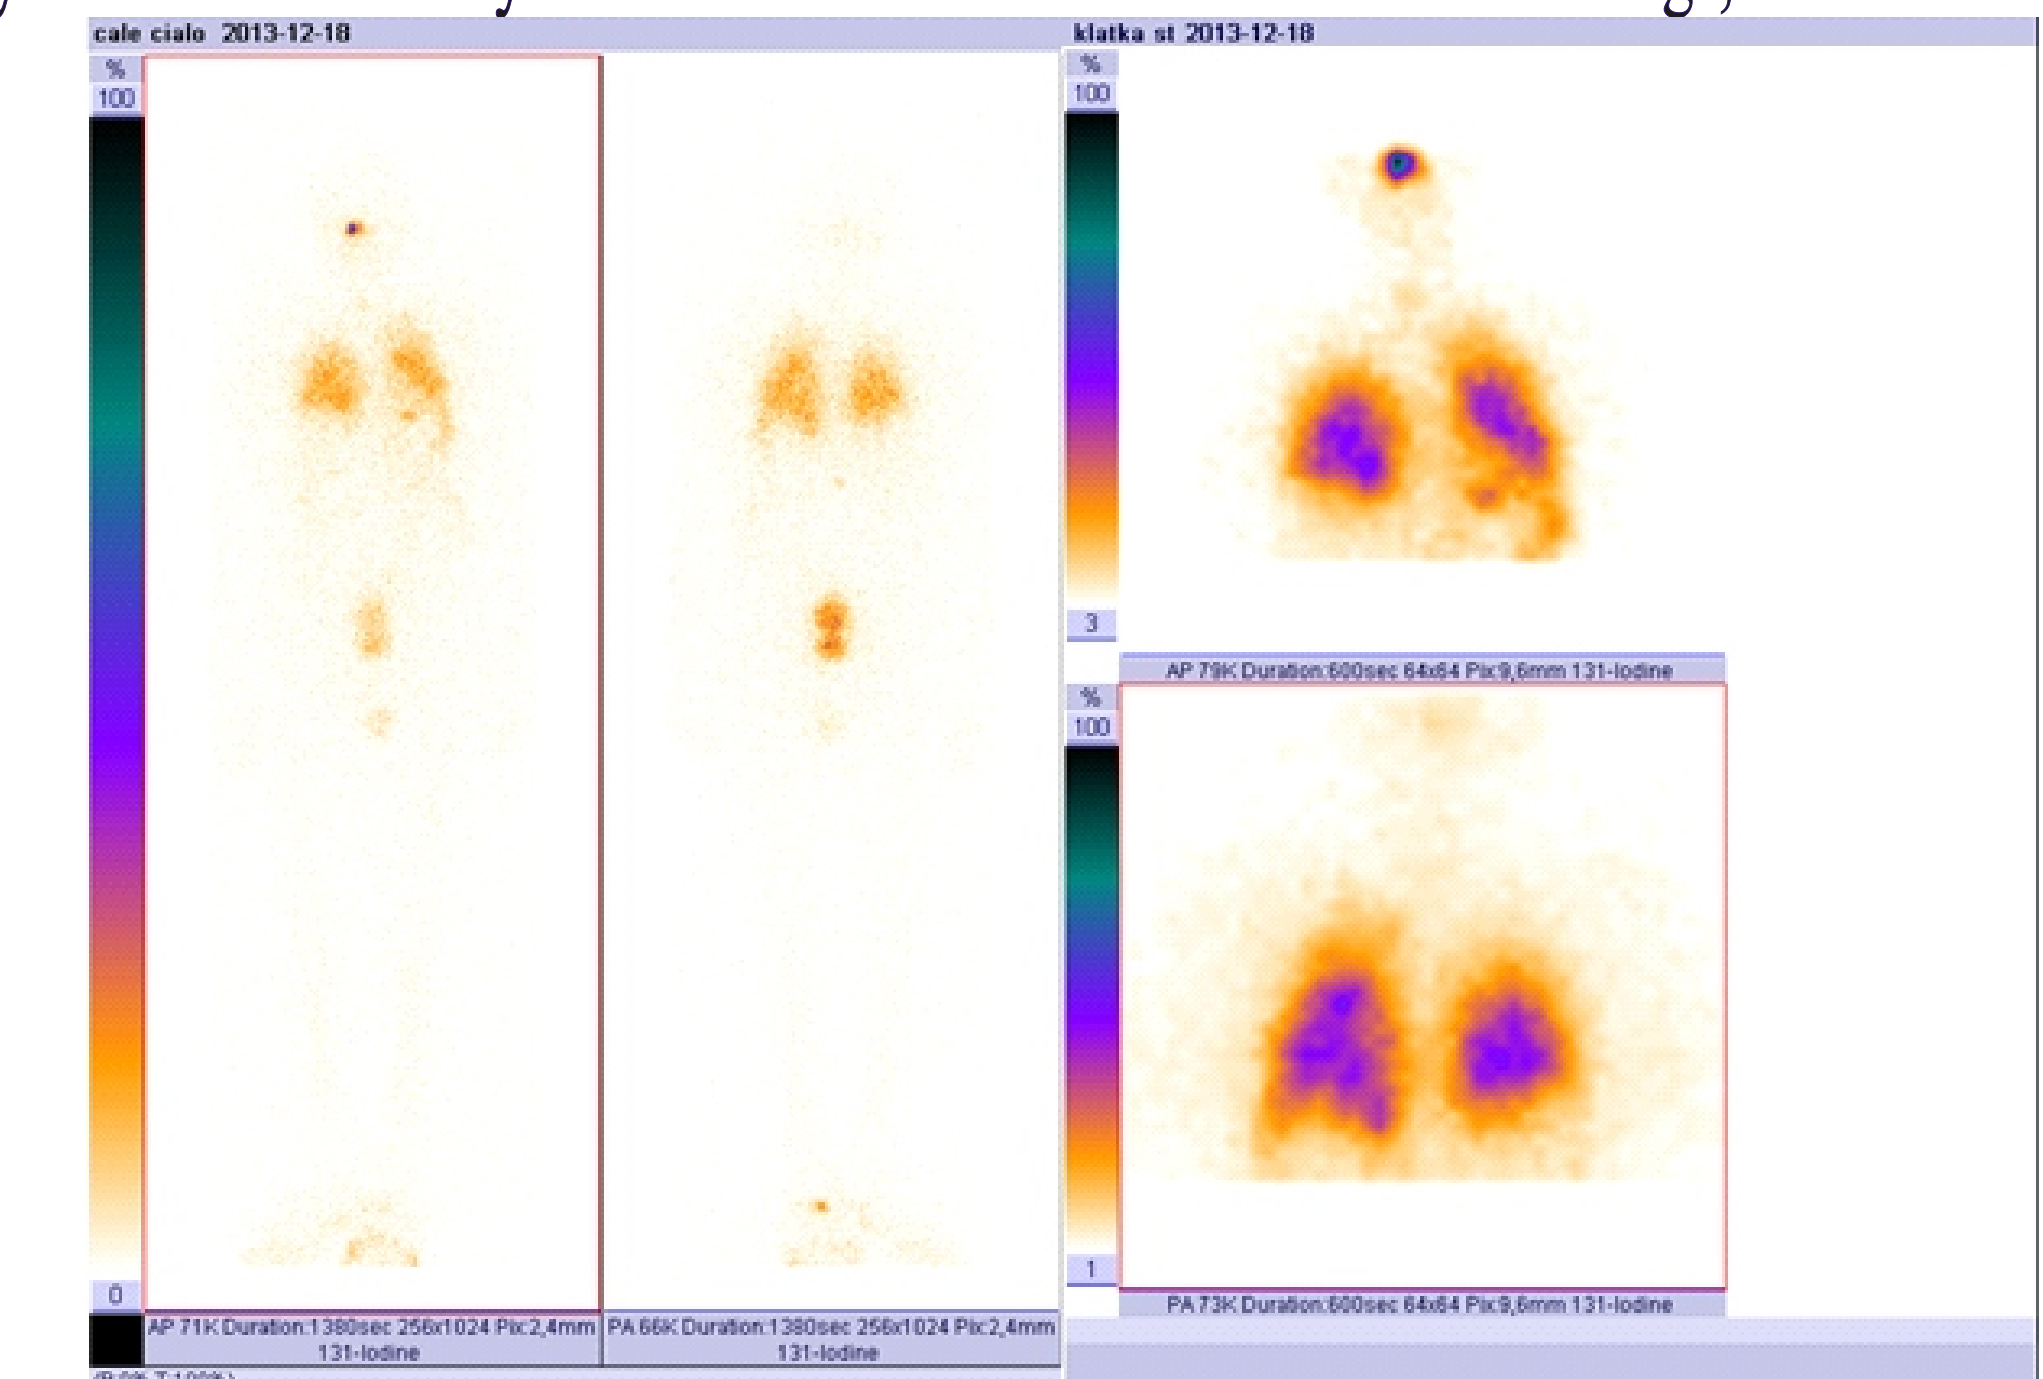 cale cialo 2013-12-18
%
100
0
AP 71K Duration:1380sec 256x1024 Pix:2,4mm
131-Iodine
PA 66K Duration:1380sec 256x1024 Pix:2,4mm
131-Iodine
klatka st 2013-12-18
%
100
3
AP 79K Duration:600sec 64x64 Pix:9,6mm 131-Iodine
%
100
1
PA 73K Duration:600sec 64x64 Pix:9,6mm 131-Iodine